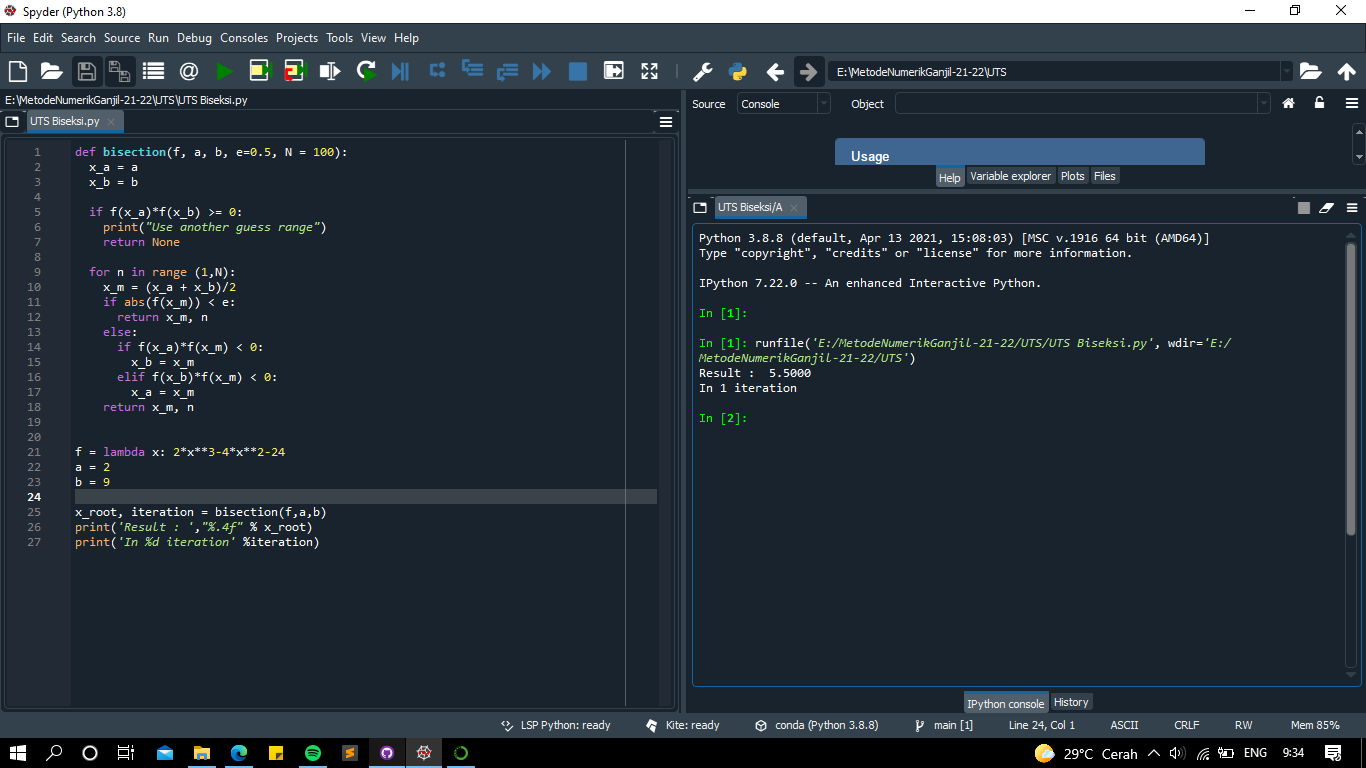 Spyder (Python 3.8)
File Edit Search Source Run Debug Consoles Projects Tools View Help
E:\MetodeNumerikGanjil-21-22\UTS
E:\MetodeNumerikGanjil-21-22\UTS\UTS Biseksi.py
UTS Biseksi.py
1 def bisection(f, a, b, e=0.5, N = 100):
2   x_a = a
3   x_b = b
4
5   if f(x_a)*f(x_b) >= 0:
6     print("Use another guess range")
7     return None
8
9   for n in range (1,N):
10     x_m = (x_a + x_b)/2
11     if abs(f(x_m)) < e:
12       return x_m, n
13     else:
14       if f(x_a)*f(x_m) < 0:
15         x_b = x_m
16       elif f(x_b)*f(x_m) < 0:
17         x_a = x_m
18     return x_m, n
19
20
21 f = lambda x: 2*x**3-4*x**2-24
22 a = 2
23 b = 9
24
25 x_root, iteration = bisection(f,a,b)
26 print('Result : ',"%.4f" % x_root)
27 print('In %d iteration' %iteration)
Source Console Object
Usage
Help Variable explorer Plots Files
UTS Biseksi/A
Python 3.8.8 (default, Apr 13 2021, 15:08:03) [MSC v.1916 64 bit (AMD64)]
Type "copyright", "credits" or "license" for more information.
IPython 7.22.0 -- An enhanced Interactive Python.
In [1]:
In [1]: runfile('E:/MetodeNumerikGanjil-21-22/UTS/UTS Biseksi.py', wdir='E:/
MetodeNumerikGanjil-21-22/UTS')
Result :  5.5000
In 1 iteration
In [2]:
IPython console History
LSP Python: ready Kite: ready conda (Python 3.8.8) main [1] Line 24, Col 1 ASCII CRLF RW Mem 85%
29°C Cerah ENG 9:34